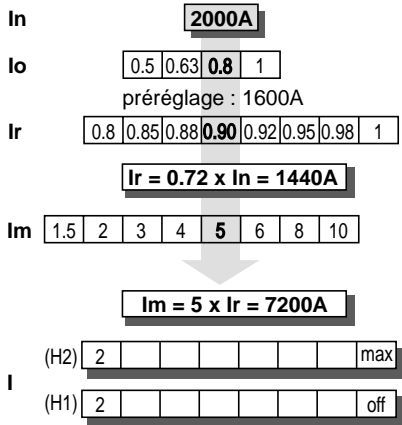 In 2000A
Io 0.5 0.63 0.8 1
préréglage : 1600A
Ir 0.8 0.85 0.88 0.90 0.92 0.95 0.98 1
Ir = 0.72 x In = 1440A
Im 1.5 2 3 4 5 6 8 10
Im = 5 x Ir = 7200A
(H2) 2 max
I
(H1) 2 off